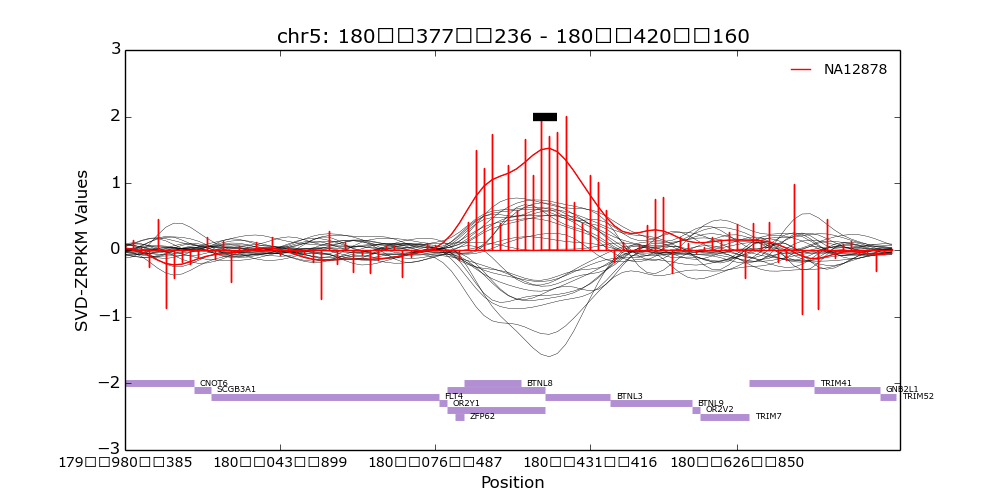 chr5: 180□□377□□236 - 180□□420□□160
NA12878
SVD-ZRPKM Values
3
2
1
0
−1
−2
−3
CNOT6
SCGB3A1
FLT4
OR2Y1
ZFP62
BTNL8
BTNL3
BTNL9
OR2V2
TRIM7
TRIM41
GNB2L1
TRIM52
179□□980□□385 180□□043□□899 180□□076□□487 180□□431□□416 180□□626□□850
Position